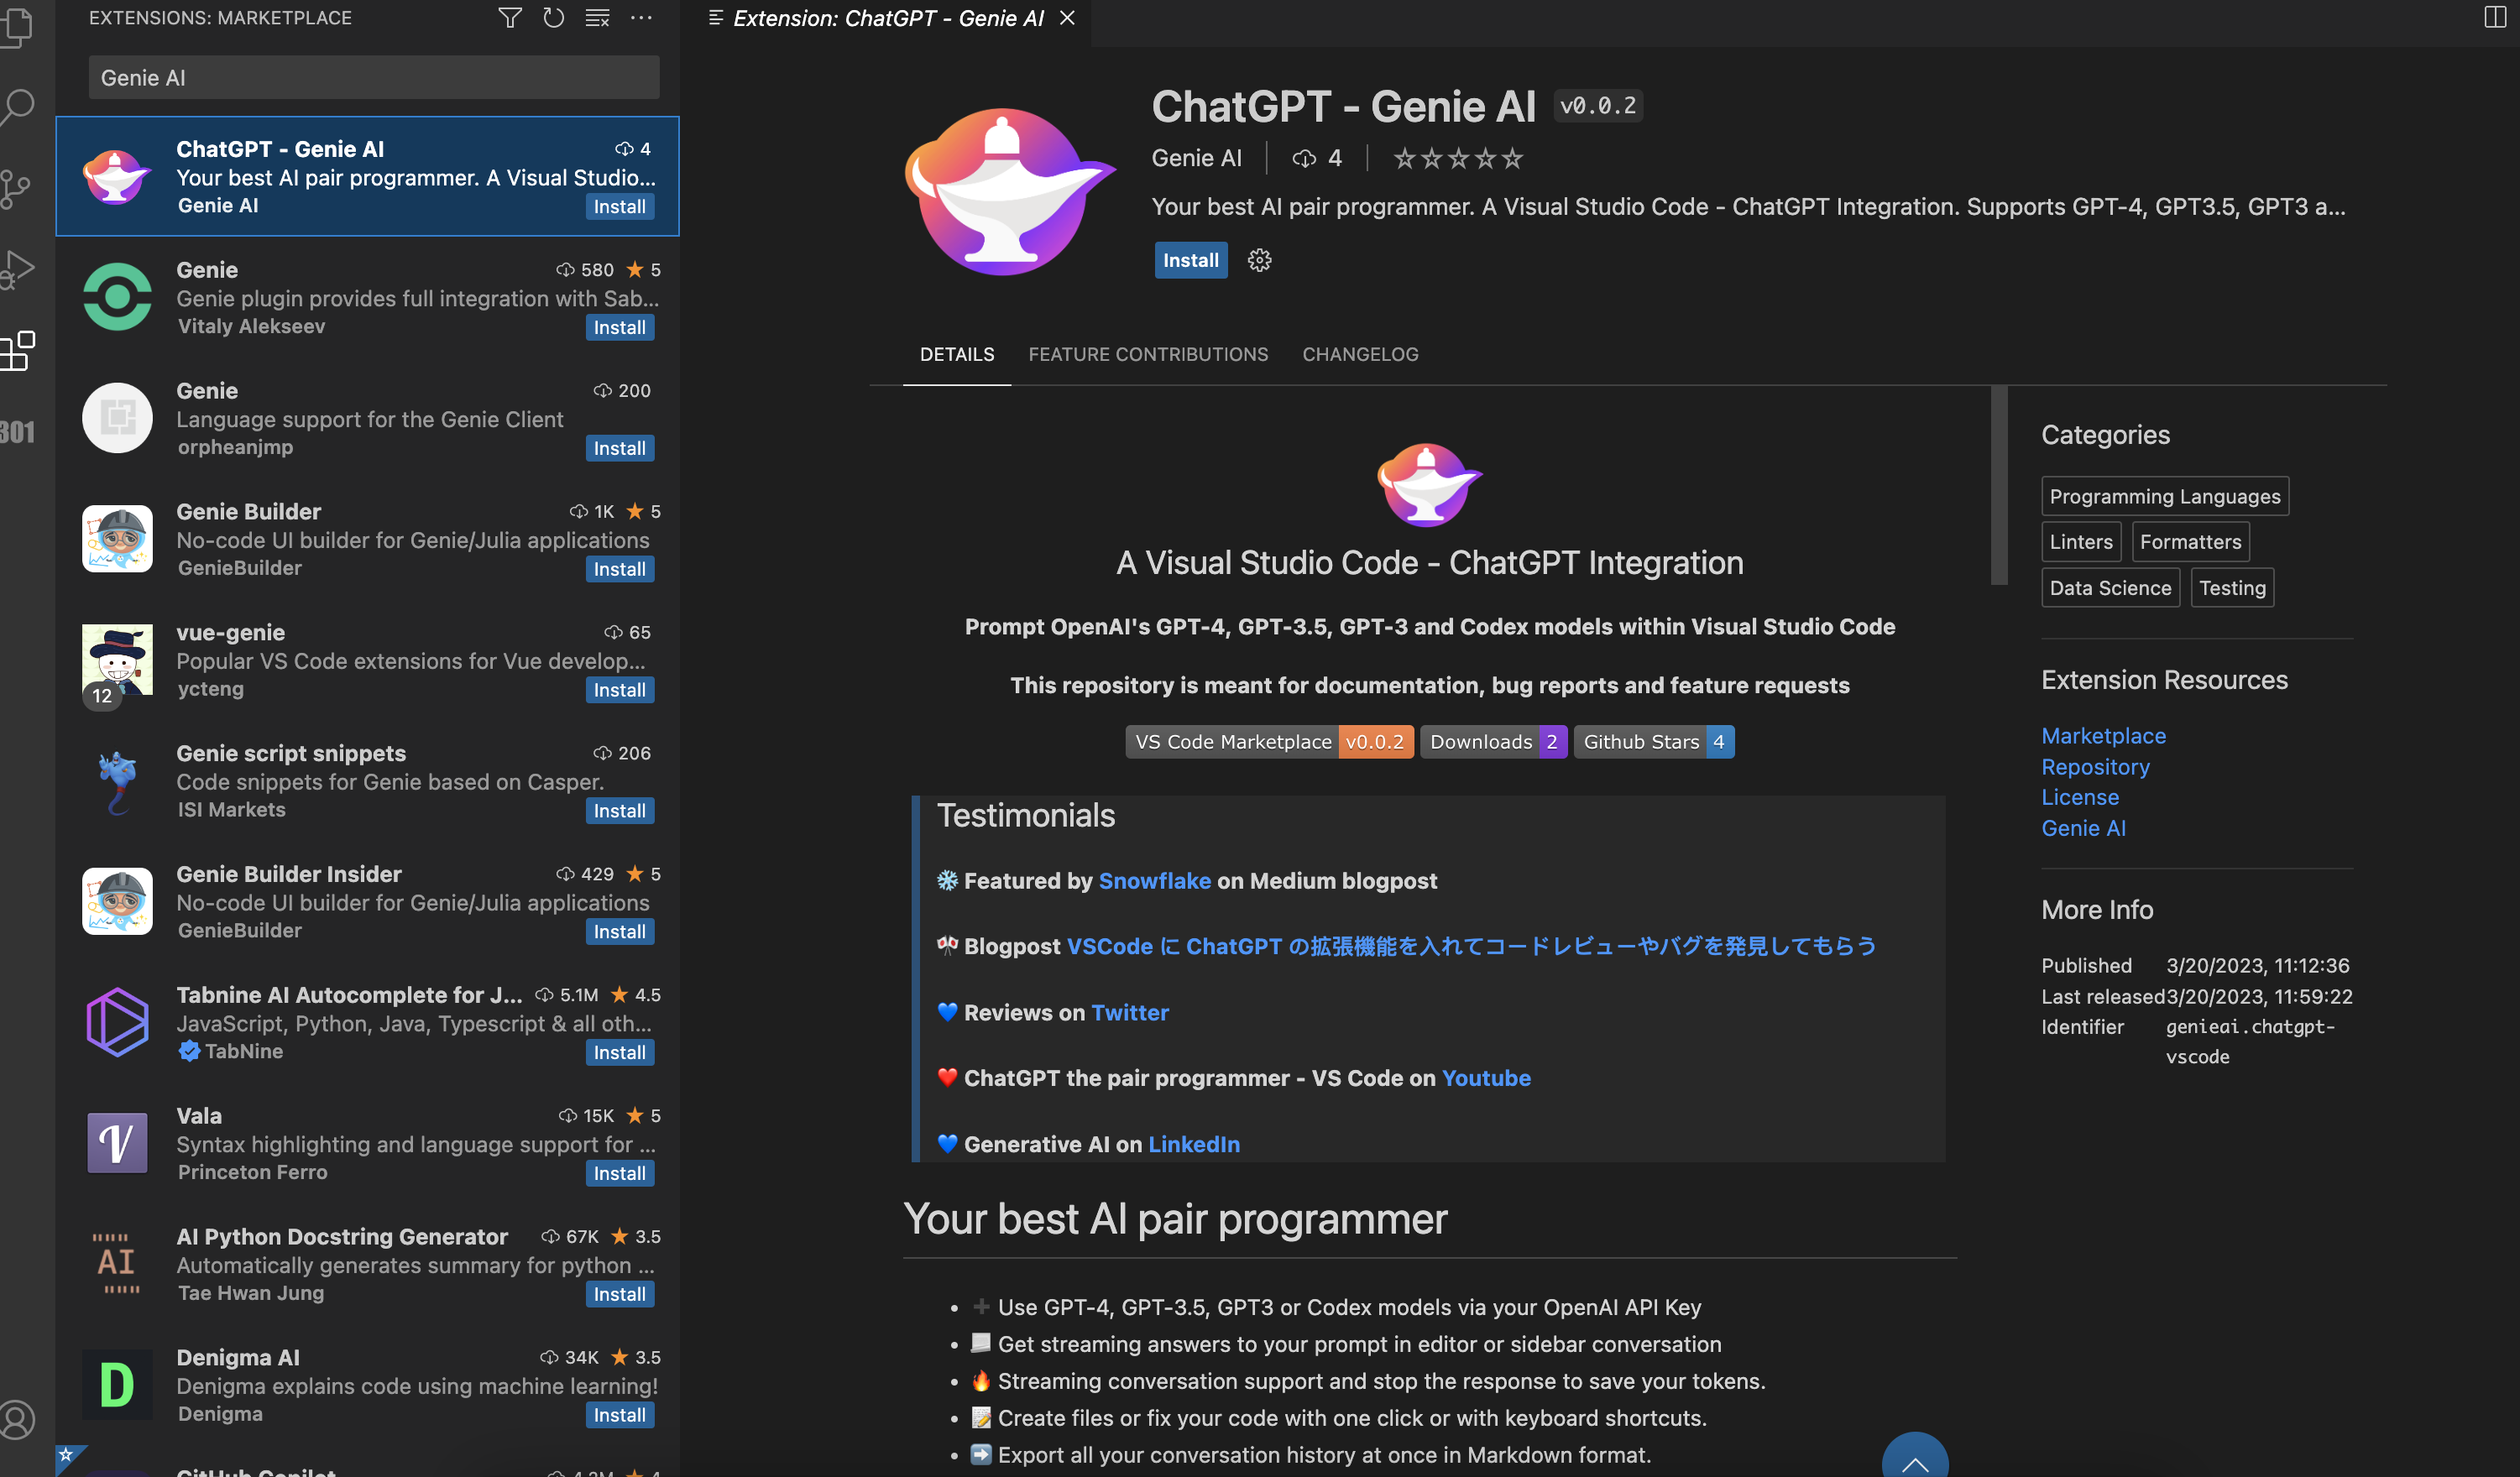 EXTENSIONS: MARKETPLACE
Genie AI
ChatGPT - Genie AI 4
Your best AI pair programmer. A Visual Studio...
Genie AI Install
Genie 580 5
Genie plugin provides full integration with Sab...
Vitaly Alekseev Install
Genie 200
Language support for the Genie Client
orpheanjmp Install
Genie Builder 1K 5
No-code UI builder for Genie/Julia applications
GenieBuilder Install
vue-genie 65
Popular VS Code extensions for Vue develop...
12 ycteng Install
Genie script snippets 206
Code snippets for Genie based on Casper.
ISI Markets Install
Genie Builder Insider 429 5
No-code UI builder for Genie/Julia applications
GenieBuilder Install
Tabnine AI Autocomplete for J... 5.1M 4.5
JavaScript, Python, Java, Typescript & all oth...
TabNine Install
Vala 15K 5
Syntax highlighting and language support for ...
V
Princeton Ferro Install
AI Python Docstring Generator 67K 3.5
AI
Automatically generates summary for python ...
Tae Hwan Jung Install
Denigma AI 34K 3.5
D
Denigma explains code using machine learning!
Denigma Install
GitHub Copilot 4
301
Extension: ChatGPT - Genie AI
ChatGPT - Genie AI v0.0.2
Genie AI 4
Your best AI pair programmer. A Visual Studio Code - ChatGPT Integration. Supports GPT-4, GPT3.5, GPT3 a...
Install
DETAILS FEATURE CONTRIBUTIONS CHANGELOG
A Visual Studio Code - ChatGPT Integration
Prompt OpenAI's GPT-4, GPT-3.5, GPT-3 and Codex models within Visual Studio Code
This repository is meant for documentation, bug reports and feature requests
VS Code Marketplace v0.0.2 Downloads 2 Github Stars 4
Testimonials
❄️ Featured by Snowflake on Medium blogpost
🎌 Blogpost VSCode に ChatGPT の拡張機能を入れてコードレビューやバグを発見してもらう
💙 Reviews on Twitter
❤️ ChatGPT the pair programmer - VS Code on Youtube
💙 Generative AI on LinkedIn
Your best AI pair programmer
• ➕ Use GPT-4, GPT-3.5, GPT3 or Codex models via your OpenAI API Key
• 📃 Get streaming answers to your prompt in editor or sidebar conversation
• 🔥 Streaming conversation support and stop the response to save your tokens.
• 📝 Create files or fix your code with one click or with keyboard shortcuts.
• ➡️ Export all your conversation history at once in Markdown format.
Categories
Programming Languages
Linters Formatters
Data Science Testing
Extension Resources
Marketplace
Repository
License
Genie AI
More Info
Published 3/20/2023, 11:12:36
Last released 3/20/2023, 11:59:22
Identifier genieai.chatgpt-
vscode